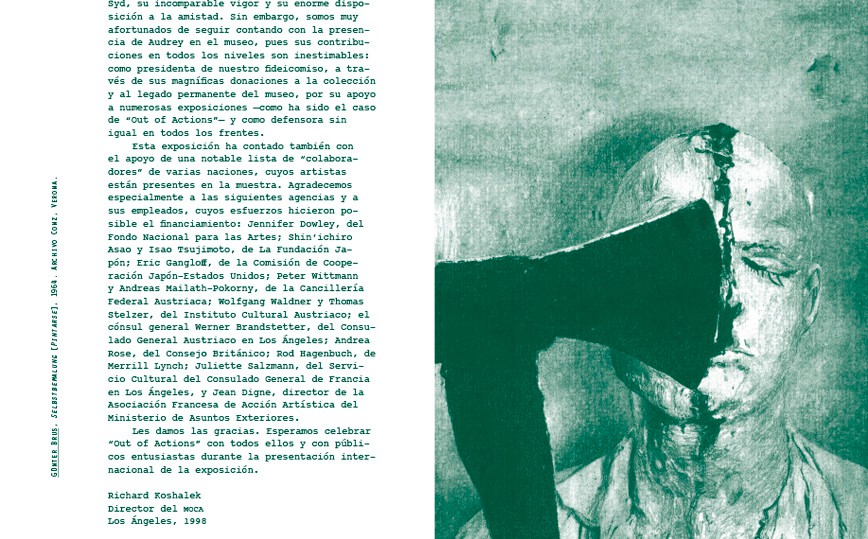 Syd, su incomparable vigor y su enorme dispo-
sición a la amistad. Sin embargo, somos muy
afortunados de seguir contando con la presen-
cia de Audrey en el museo, pues sus contribu-
ciones en todos los niveles son inestimables:
como presidenta de nuestro fideicomiso, a tra-
vés de sus magníficas donaciones a la colección
y al legado permanente del museo, por su apoyo
a numerosas exposiciones —como ha sido el caso
de “Out of Actions”— y como defensora sin
igual en todos los frentes.
Esta exposición ha contado también con
el apoyo de una notable lista de “colabora-
dores” de varias naciones, cuyos artistas
están presentes en la muestra. Agradecemos
especialmente a las siguientes agencias y a
sus empleados, cuyos esfuerzos hicieron po-
sible el financiamiento: Jennifer Dowley, del
Fondo Nacional para las Artes; Shin’ichiro
Asao y Isao Tsujimoto, de La Fundación Ja-
pón; Eric Gangloff, de la Comisión de Coope-
ración Japón-Estados Unidos; Peter Wittmann
y Andreas Mailath-Pokorny, de la Cancillería
Federal Austriaca; Wolfgang Waldner y Thomas
Stelzer, del Instituto Cultural Austriaco; el
cónsul general Werner Brandstetter, del Consu-
lado General Austriaco en Los Ángeles; Andrea
Rose, del Consejo Británico; Rod Hagenbuch, de
Merrill Lynch; Juliette Salzmann, del Servi-
cio Cultural del Consulado General de Francia
en Los Ángeles, y Jean Digne, director de la
Asociación Francesa de Acción Artística del
Ministerio de Asuntos Exteriores.
Les damos las gracias. Esperamos celebrar
“Out of Actions” con todos ellos y con públi-
cos entusiastas durante la presentación inter-
nacional de la exposición.
Richard Koshalek
Director del MOCA
Los Ángeles, 1998
GÜNTER BRUS, SELBSTBEMALUNG [PINTARSE], 1964. ARCHIVO CONZ, VERONA.